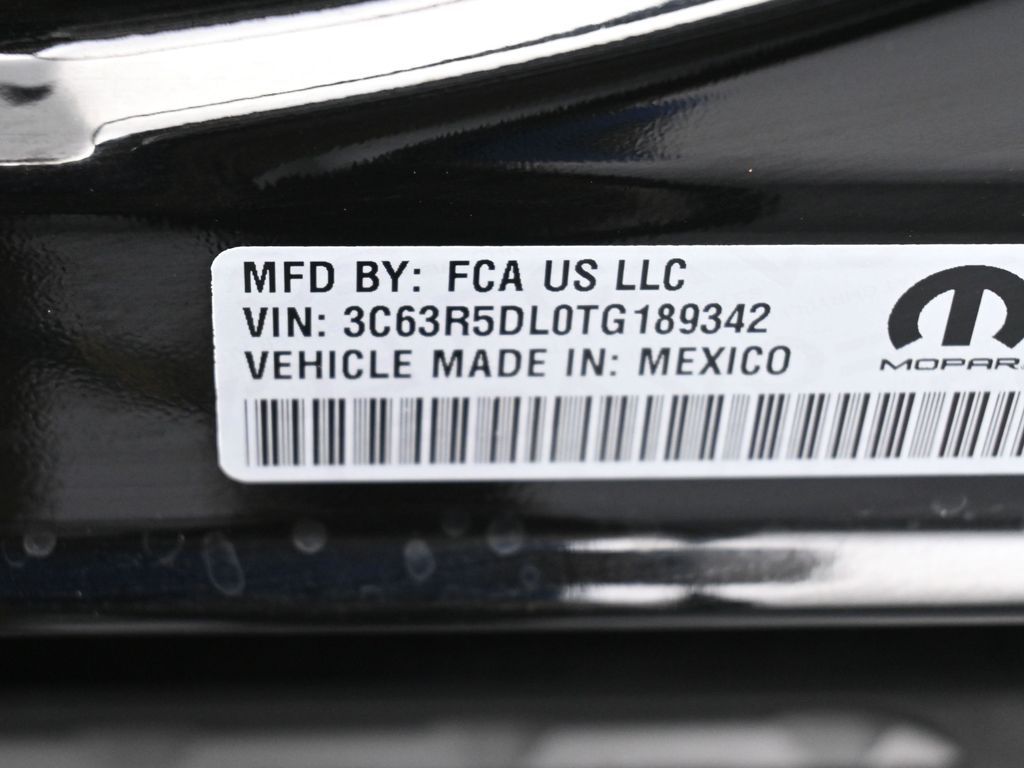 MFD BY: FCA US LLC
VIN: 3C63R5DL0TG189342
VEHICLE MADE IN: MEXICO
MOPAR